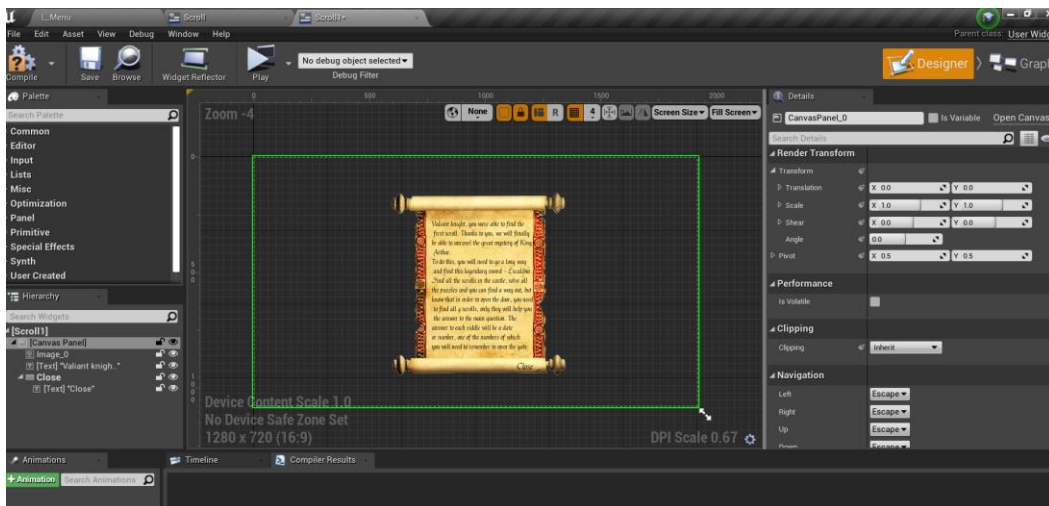 L_Menu
Scroll
Scroll1*
File Edit Asset View Debug Window Help
Parent class: User Widg
Compile
Save
Browse
Widget Reflector
Play
No debug object selected
Debug Filter
Designer
Graph
Palette
Search Palette
Common
Editor
Input
Lists
Misc
Optimization
Panel
Primitive
Special Effects
Synth
User Created
Hierarchy
Search Widgets
[Scroll1]
[Canvas Panel]
Image_0
[Text] "Valiant knigh.."
Close
[Text] "Close"
0 500 1000 1500 2000
Zoom -4
None
R
4
Screen Size
Fill Screen
Valiant knight, you were able to find the
first scroll. Thanks to you, we will finally
be able to unravel the great mystery of King
Arthur.
To do this, you will need to go a long way
and find this legendary sword - Excalibur.
Find all the scrolls in the castle, solve all
the puzzles and you can find a way out, but
know that in order to open the door, you need
to find all 4 scrolls, only they will help you
the answer to the main question. The
answer to each riddle will be a date
or number, one of the numbers of which
you will need to remember to open the gate.
Close
Device Content Scale 1.0
No Device Safe Zone Set
1280 x 720 (16:9)
DPI Scale 0.67
Details
CanvasPanel_0
Is Variable
Open Canvas
Search Details
Render Transform
Transform
Translation X 0.0 Y 0.0
Scale X 1.0 Y 1.0
Shear X 0.0 Y 0.0
Angle 0.0
Pivot X 0.5 Y 0.5
Performance
Is Volatile
Clipping
Clipping Inherit
Navigation
Left Escape
Right Escape
Up Escape
Down Escape
Animations
+ Animation
Search Animations
Timeline
Compiler Results